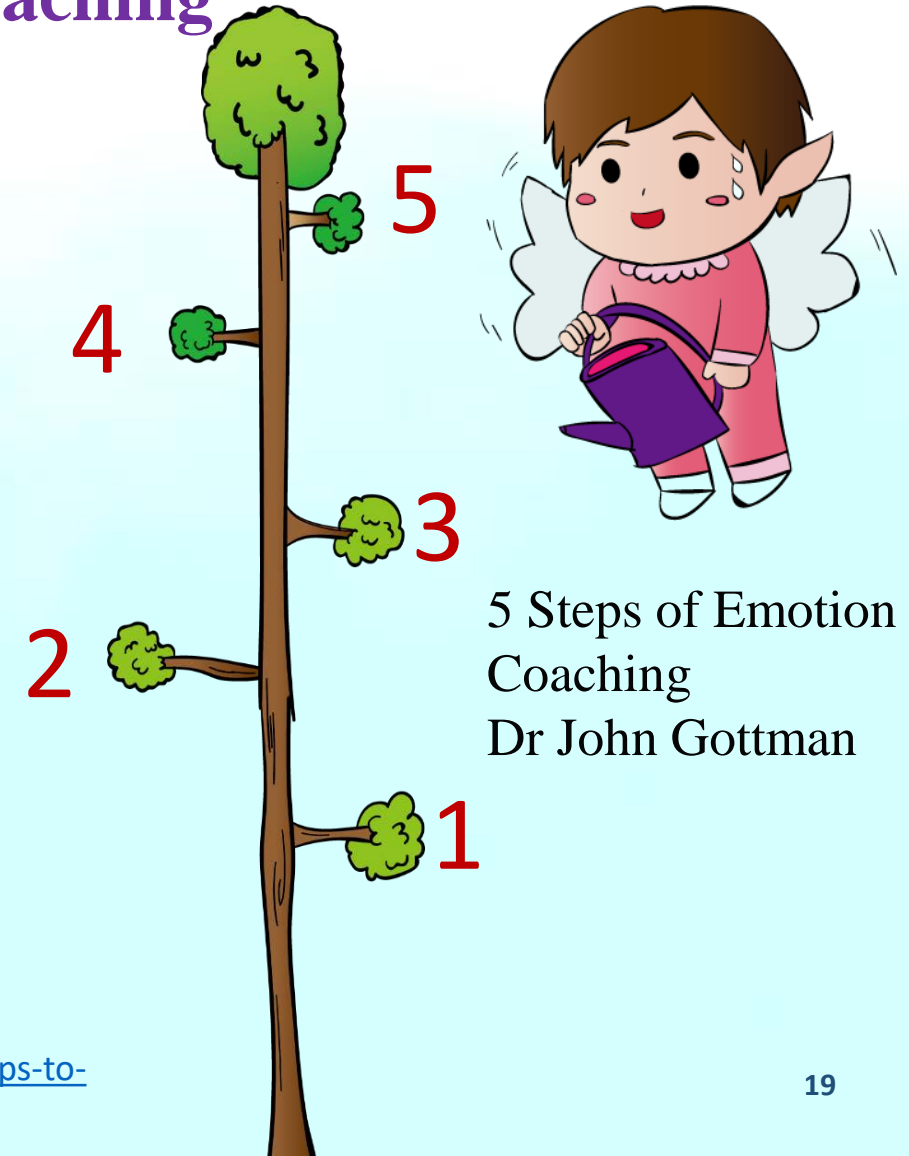 aching
5
4
3
2
1
5 Steps of Emotion
Coaching
Dr John Gottman
ps-to-
19